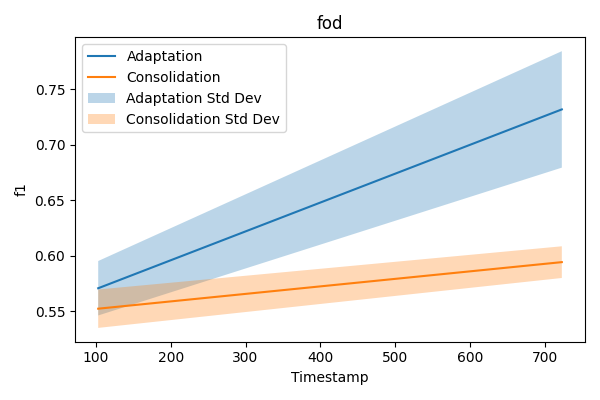 fod
Adaptation
Consolidation
Adaptation Std Dev
Consolidation Std Dev
f1
0.75
0.70
0.65
0.60
0.55
100 200 300 400 500 600 700
Timestamp